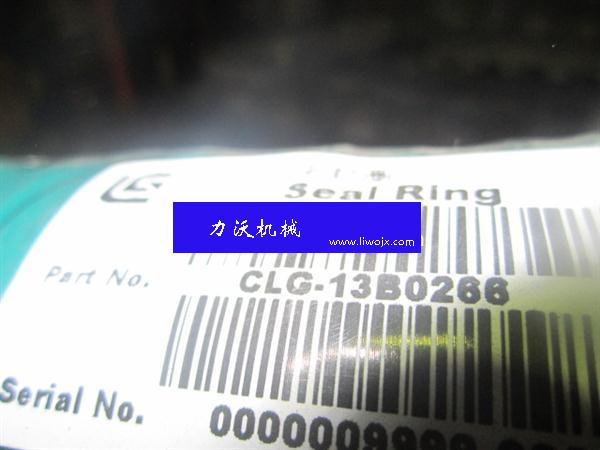 Seal Ring
力沃机械
www.liwojx.com
Part No.
CLG-13B0266
Serial No.